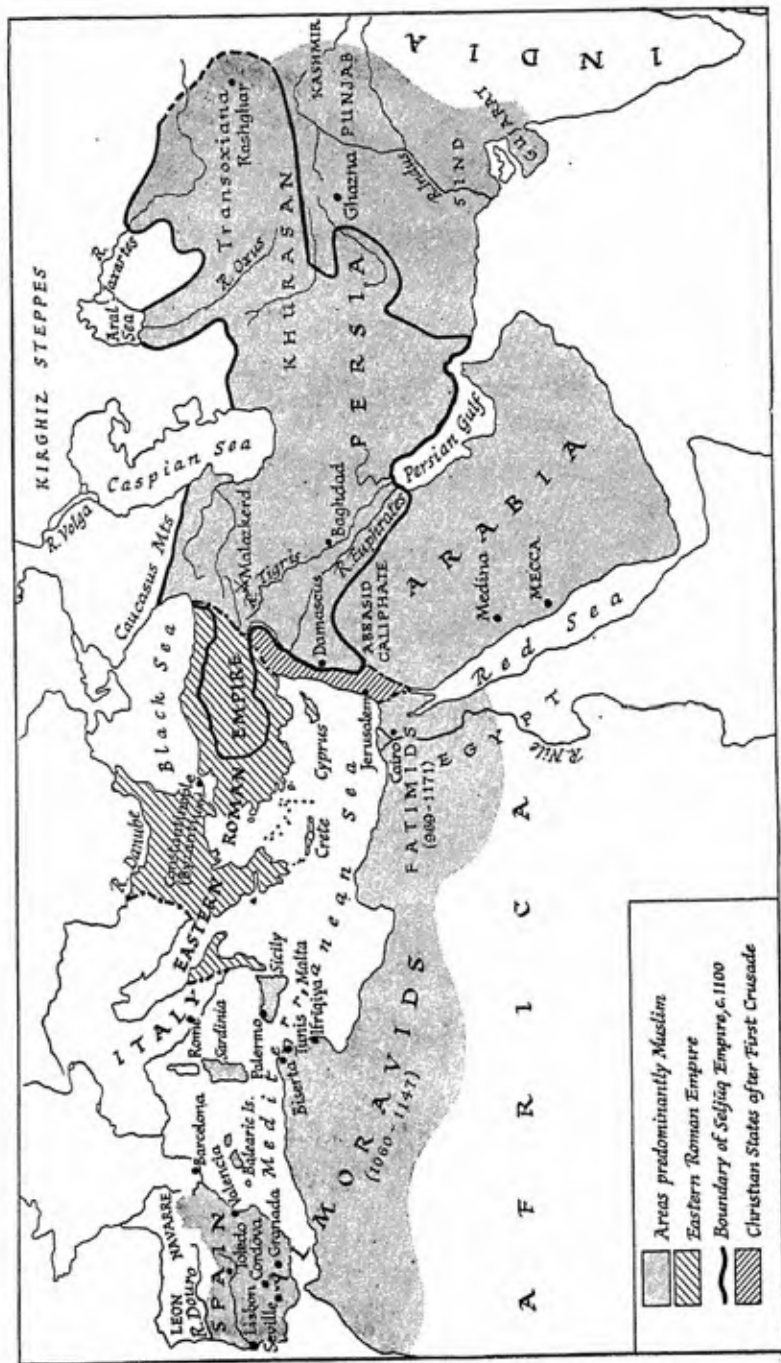 KIRGHIZ STEPPES
R. Volga
Caspian Sea
Aral
Sea
R.
Jaxartes
Transoxiana
Kashghar
R. Oxus
KHURASAN
KASHMIR
PUNJAB
Ghazna
R. Indus
SIND
GUJARAT
INDIA
PERSIA
Caucasus Mts
Black Sea
Malazkerd
R. Tigris
Baghdad
R. Euphrates
Persian Gulf
Damascus
ABBASID
CALIPHATE
ARABIA
Medina
MECCA
Red Sea
Jerusalem
Cairo
EGYPT
R. Nile
FATIMIDS
(969-1171)
R. Danube
Constantinople
(Byzantium)
EASTERN ROMAN EMPIRE
Cyprus
Crete
ITALY
Rome
Sardinia
Palermo
Sicily
Malta
Tunis
Biserta
Ifriqiya
Mediterranean Sea
LEON
NAVARRE
R. DOURO
SPAIN
Barcelona
Balearic Is.
Valencia
Toledo
Lisbon
Cordova
Seville
Granada
MORAVIDS
(1060-1147)
AFRICA
Areas predominantly Muslim
Eastern Roman Empire
Boundary of Seljūq Empire, c.1100
Christian States after First Crusade